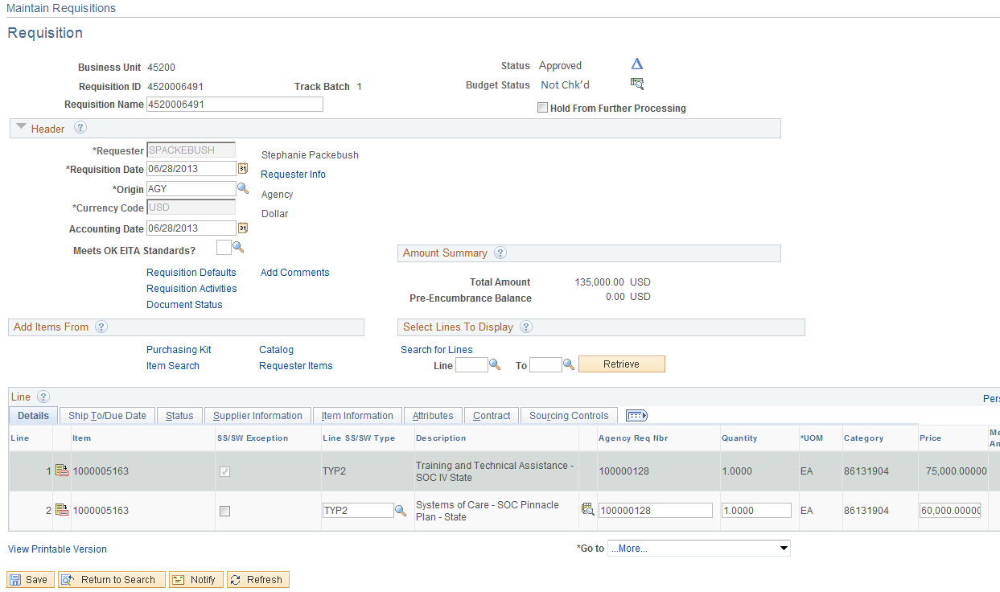 Maintain Requisitions
Requisition
Business Unit 45200
Status Approved
Requisition ID 4520006491 Track Batch 1
Budget Status Not Chk'd
Requisition Name 4520006491
Hold From Further Processing
Header ?
*Requester SPACKEBUSH Stephanie Packebush
*Requisition Date 06/28/2013 31 Requester Info
*Origin AGY Agency
*Currency Code USD Dollar
Accounting Date 06/28/2013 31
Meets OK EITA Standards?
Amount Summary ?
Requisition Defaults Add Comments
Requisition Activities
Document Status
Total Amount 135,000.00 USD
Pre-Encumbrance Balance 0.00 USD
Add Items From ?
Select Lines To Display ?
Purchasing Kit Catalog
Item Search Requester Items
Search for Lines
Line To Retrieve
Line ?
Pers
Details Ship To/Due Date Status Supplier Information Item Information Attributes Contract Sourcing Controls
Line Item SS/SW Exception Line SS/SW Type Description Agency Req Nbr Quantity *UOM Category Price Me
An
1 1000005163 TYP2 Training and Technical Assistance - SOC IV State 100000128 1.0000 EA 86131904 75,000.00000
2 1000005163 TYP2 Systems of Care - SOC Pinnacle Plan - State 100000128 1.0000 EA 86131904 60,000.00000
View Printable Version
*Go to ...More...
Save Return to Search Notify Refresh